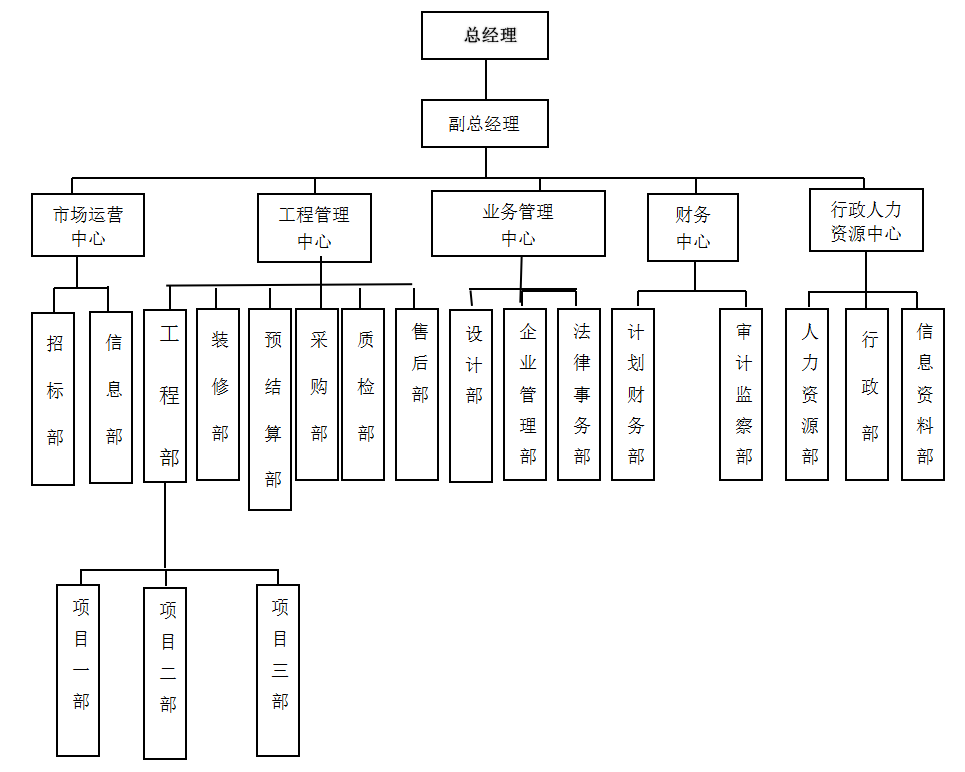 总经理
副总经理
市场运营
中心
工程管理
中心
业务管理
中心
财务
中心
行政人力
资源中心
招标部
信息部
工程部
装修部
预结算部
采购部
质检部
售后部
设计部
企业管理部
法律事务部
计划财务部
审计监察部
人力资源部
行政部
信息资料部
项目一部
项目二部
项目三部